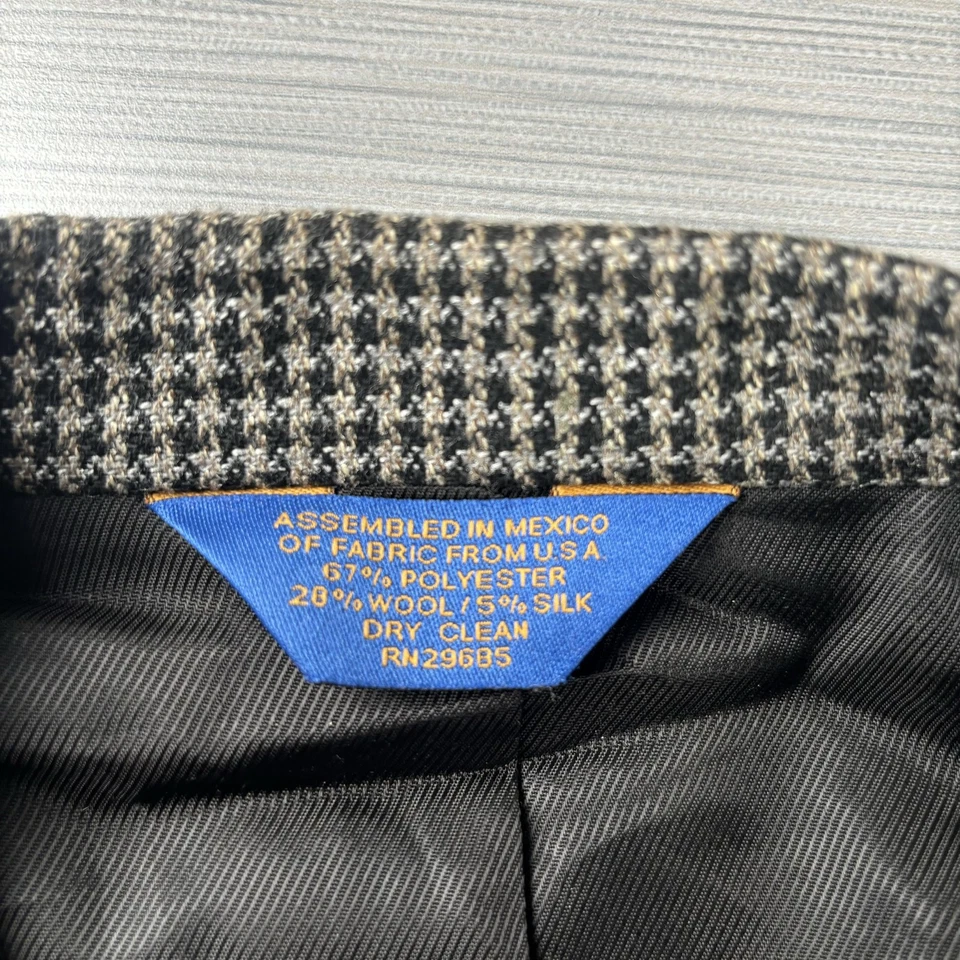 ASSEMBLED IN MEXICO
OF FABRIC FROM U.S.A.
67% POLYESTER
28% WOOL / 5% SILK
DRY CLEAN
RN29685